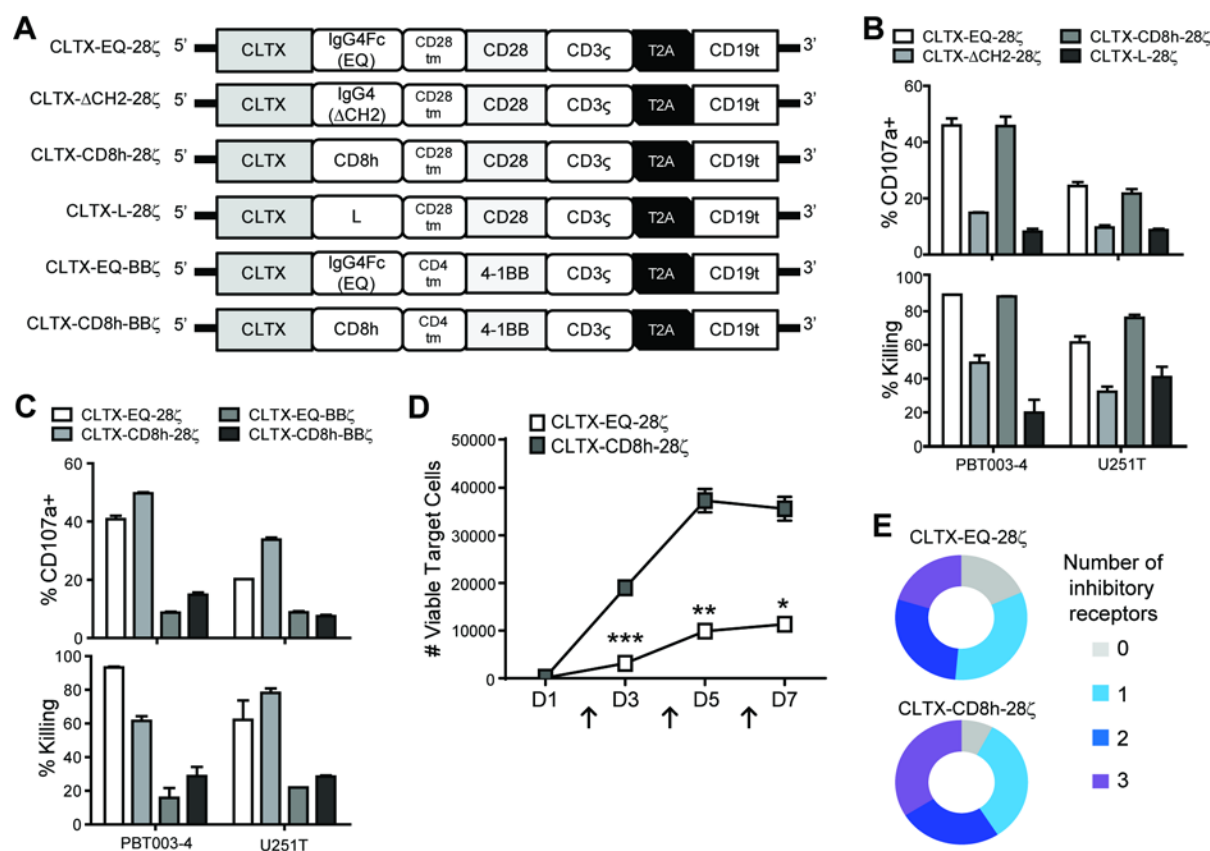 A
CLTX-EQ-28ζ 5' CLTX IgG4Fc (EQ) CD28 tm CD28 CD3ς T2A CD19t 3'
CLTX-ΔCH2-28ζ 5' CLTX IgG4 (ΔCH2) CD28 tm CD28 CD3ς T2A CD19t 3'
CLTX-CD8h-28ζ 5' CLTX CD8h CD28 tm CD28 CD3ς T2A CD19t 3'
CLTX-L-28ζ 5' CLTX L CD28 tm CD28 CD3ς T2A CD19t 3'
CLTX-EQ-BBζ 5' CLTX IgG4Fc (EQ) CD4 tm 4-1BB CD3ς T2A CD19t 3'
CLTX-CD8h-BBζ 5' CLTX CD8h CD4 tm 4-1BB CD3ς T2A CD19t 3'
B
CLTX-EQ-28ζ CLTX-CD8h-28ζ
CLTX-ΔCH2-28ζ CLTX-L-28ζ
% CD107a+
60
40
20
0
% Killing
100
80
60
40
20
0
PBT003-4 U251T
C
CLTX-EQ-28ζ CLTX-EQ-BBζ
CLTX-CD8h-28ζ CLTX-CD8h-BBζ
% CD107a+
60
40
20
0
% Killing
100
80
60
40
20
0
PBT003-4 U251T
D
CLTX-EQ-28ζ
CLTX-CD8h-28ζ
# Viable Target Cells
50000
40000
30000
20000
10000
0
*** ** *
D1 D3 D5 D7
↑ ↑ ↑
E
CLTX-EQ-28ζ
CLTX-CD8h-28ζ
Number of
inhibitory
receptors
0
1
2
3